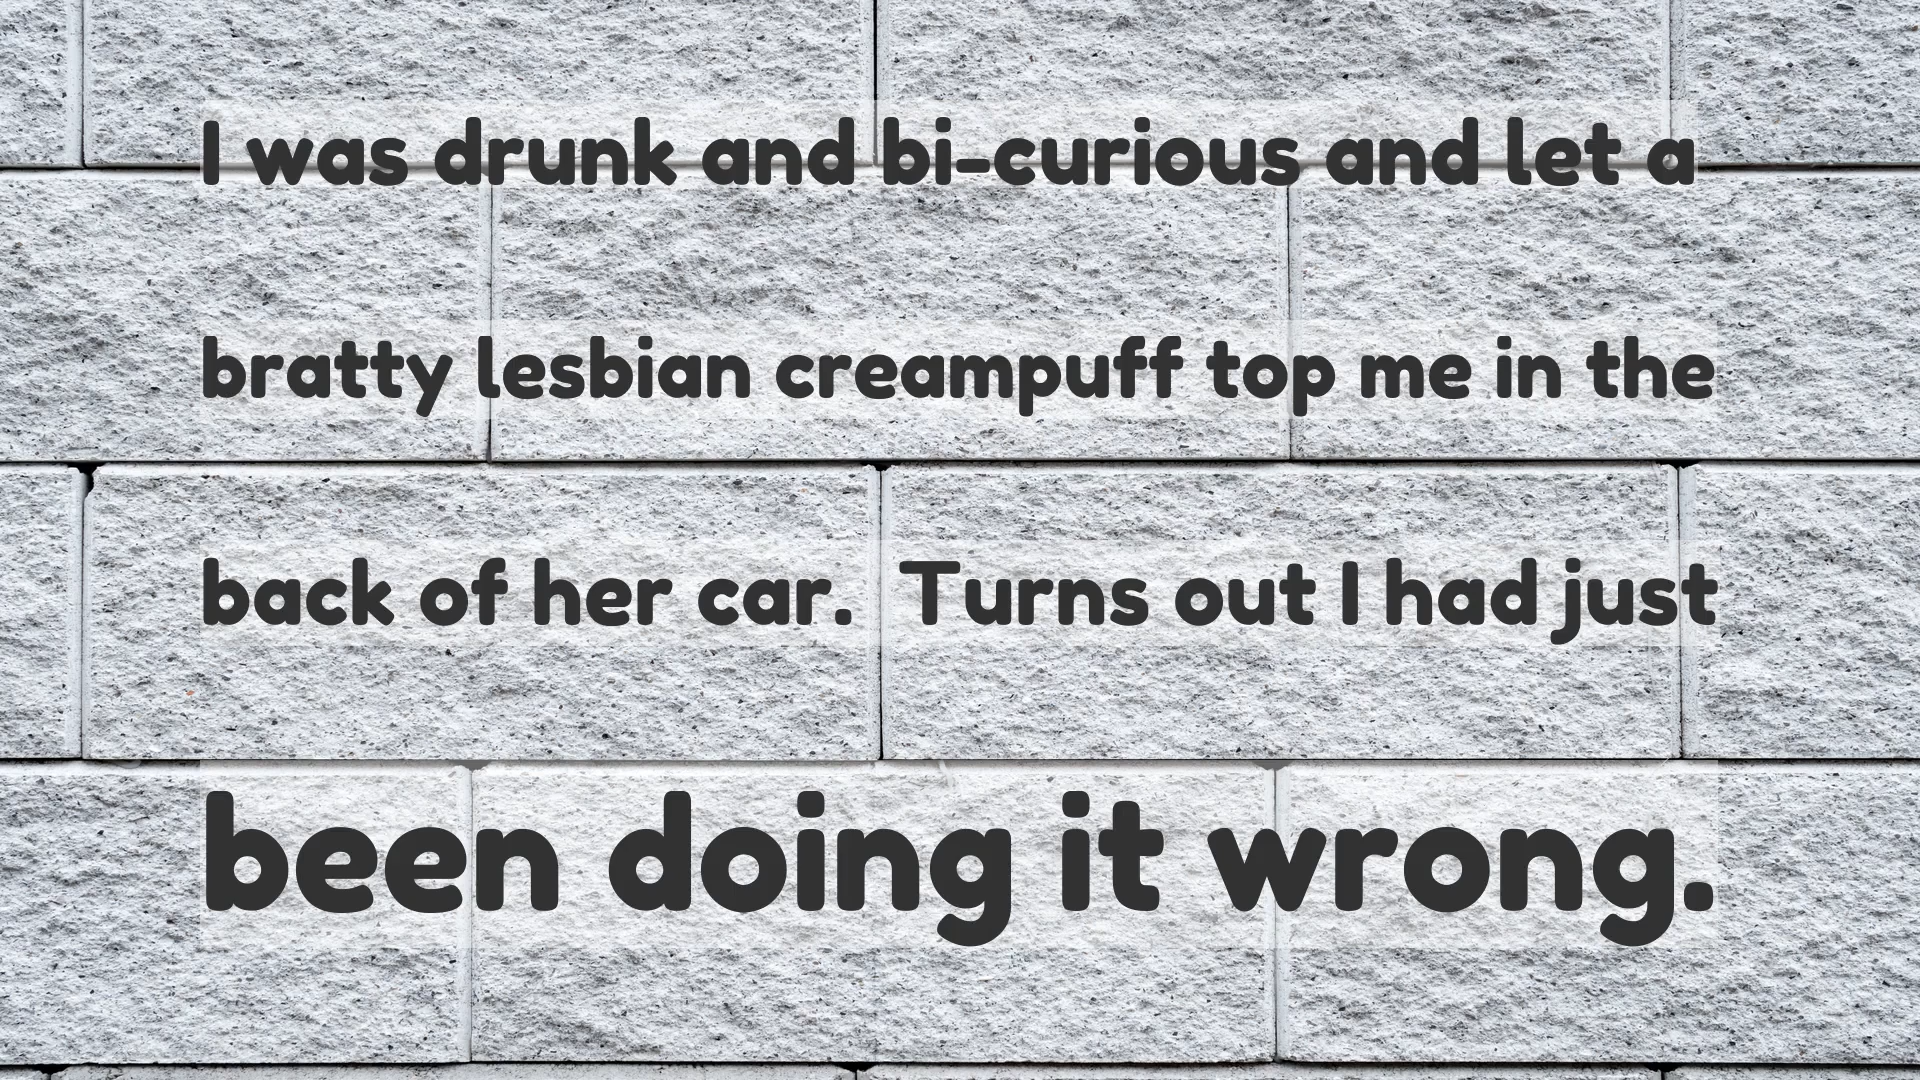 I was drunk and bi-curious and let a
bratty lesbian creampuff top me in the
back of her car.  Turns out I had just
been doing it wrong.